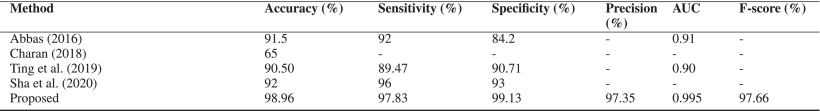 Method Accuracy (%) Sensitivity (%) Specificity (%) Precision (%) AUC F-score (%)
Abbas (2016) 91.5 92 84.2 - 0.91 -
Charan (2018) 65 - - - - -
Ting et al. (2019) 90.50 89.47 90.71 - 0.90 -
Sha et al. (2020) 92 96 93 - - -
Proposed 98.96 97.83 99.13 97.35 0.995 97.66